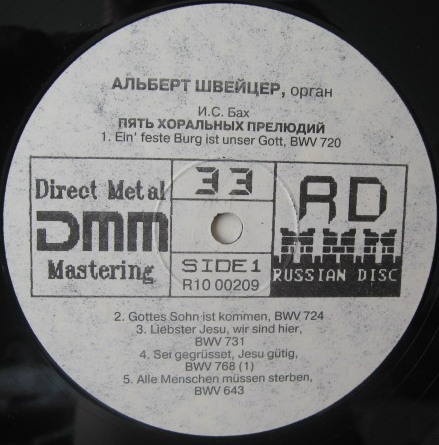 АЛЬБЕРТ ШВЕЙЦЕР, орган
И.С. Бах
ПЯТЬ ХОРАЛЬНЫХ ПРЕЛЮДИЙ
1. Ein' feste Burg ist unser Gott, BWV 720
Direct Metal
DMM
Mastering
33
SIDE 1
R10 00209
RD
RUSSIAN DISC
2. Gottes Sohn ist kommen, BWV 724
3. Liebster Jesu, wir sind hier,
BWV 731
4. Sei gegrüsset, Jesu gütig,
BWV 768 (1)
5. Alle Menschen müssen sterben,
BWV 643